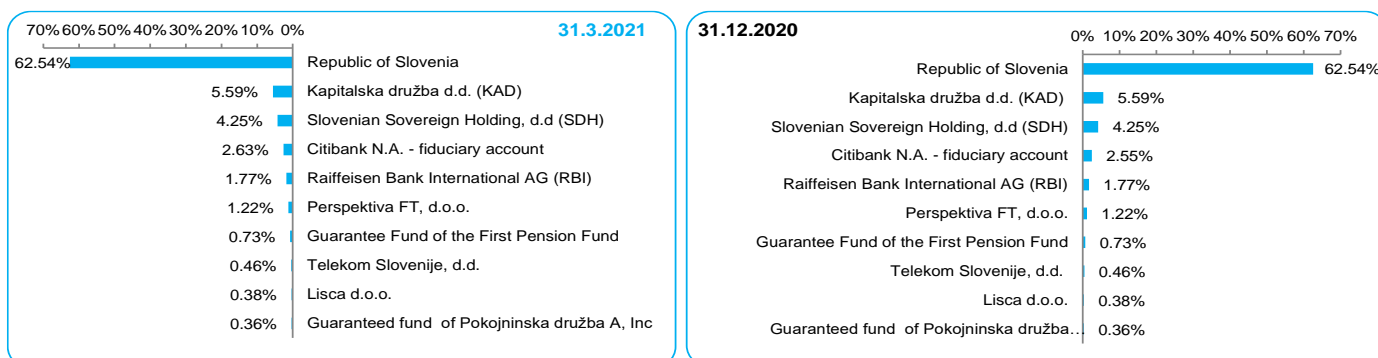 70% 60% 50% 40% 30% 20% 10% 0%
31.3.2021
62.54% Republic of Slovenia
5.59% Kapitalska družba d.d. (KAD)
4.25% Slovenian Sovereign Holding, d.d (SDH)
2.63% Citibank N.A. - fiduciary account
1.77% Raiffeisen Bank International AG (RBI)
1.22% Perspektiva FT, d.o.o.
0.73% Guarantee Fund of the First Pension Fund
0.46% Telekom Slovenije, d.d.
0.38% Lisca d.o.o.
0.36% Guaranteed fund of Pokojninska družba A, Inc
31.12.2020
0% 10% 20% 30% 40% 50% 60% 70%
Republic of Slovenia 62.54%
Kapitalska družba d.d. (KAD) 5.59%
Slovenian Sovereign Holding, d.d (SDH) 4.25%
Citibank N.A. - fiduciary account 2.55%
Raiffeisen Bank International AG (RBI) 1.77%
Perspektiva FT, d.o.o. 1.22%
Guarantee Fund of the First Pension Fund 0.73%
Telekom Slovenije, d.d. 0.46%
Lisca d.o.o. 0.38%
Guaranteed fund of Pokojninska družba… 0.36%